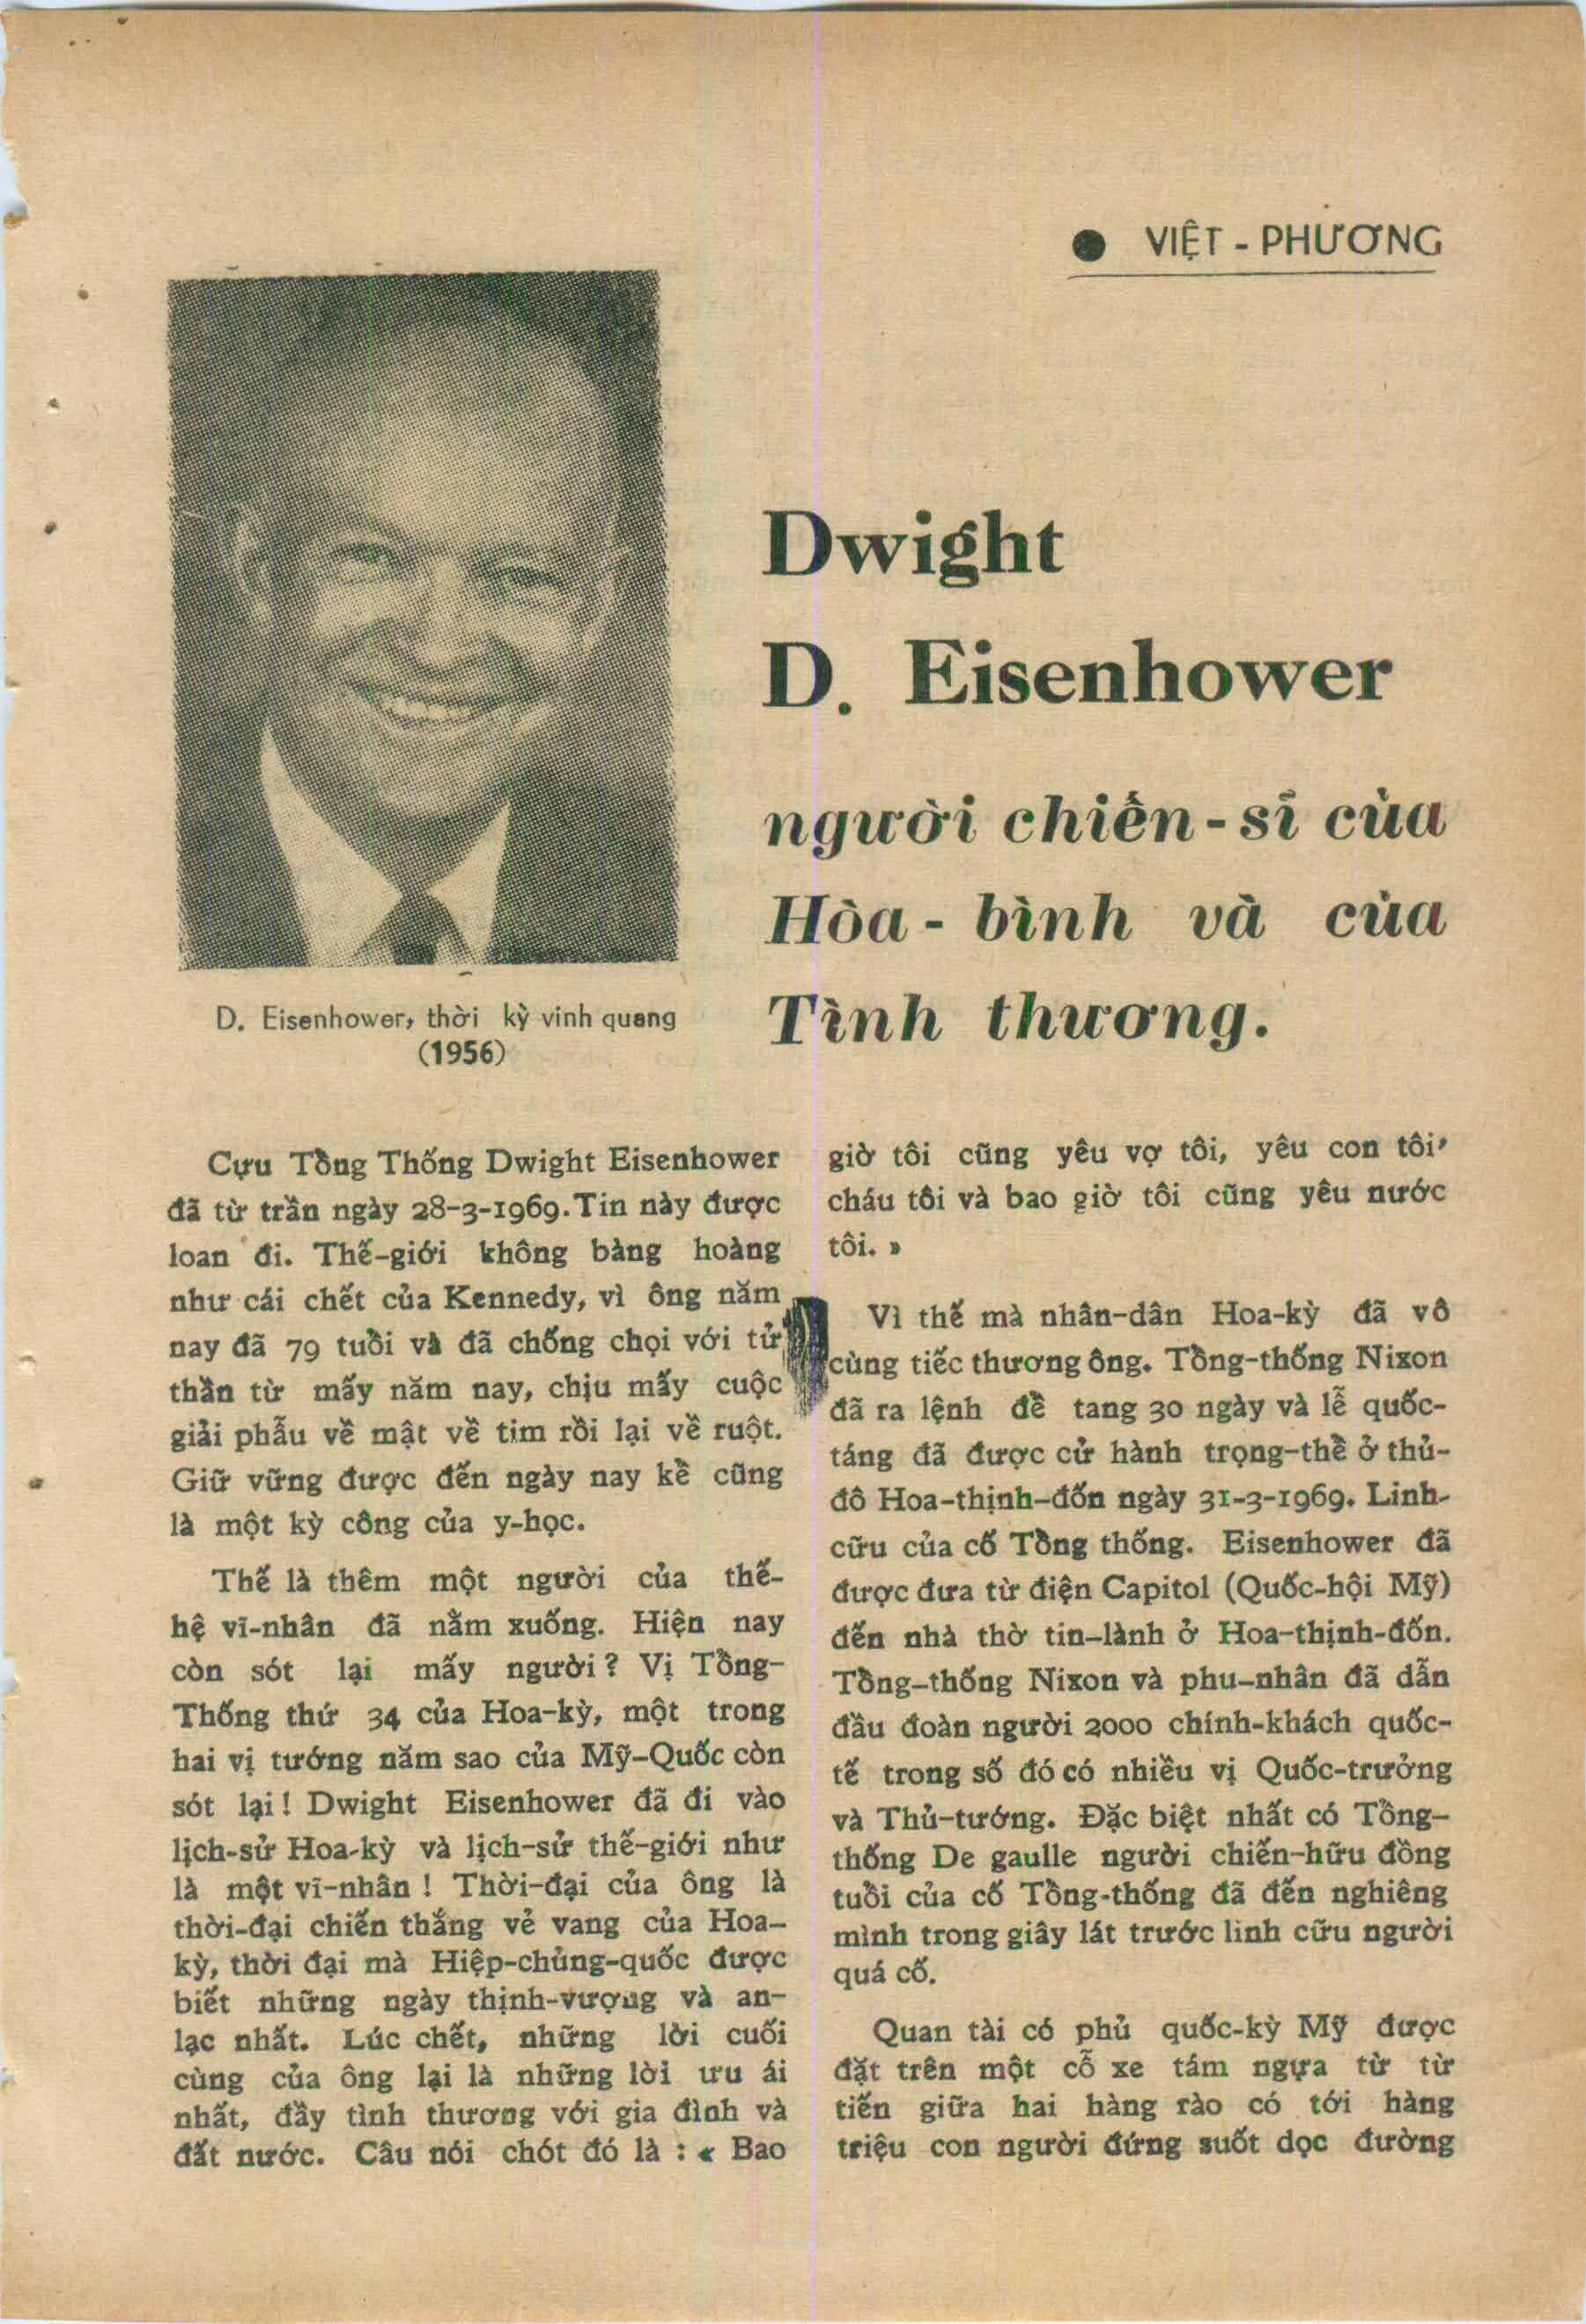 ● VIỆT - PHƯƠNG
Dwight
D. Eisenhower
người chiến - sĩ của
Hòa - bình và của
Tình thương.
D. Eisenhower, thời kỳ vinh quang
(1956)
Cựu Tổng Thống Dwight Eisenhower
đã từ trần ngày 28-3-1969. Tin này được
loan đi. Thế-giới không bàng hoàng
như cái chết của Kennedy, vì ông năm
nay đã 79 tuổi và đã chống chọi với tử
thần từ mấy năm nay, chịu mấy cuộc
giải phẫu về mật về tim rồi lại về ruột.
Giữ vững được đến ngày nay kể cũng
là một kỳ công của y-học.
Thế là thêm một người của thế-
hệ vĩ-nhân đã nằm xuống. Hiện nay
còn sót lại mấy người ? Vị Tổng-
Thống thứ 34 của Hoa-kỳ, một trong
hai vị tướng năm sao của Mỹ-Quốc còn
sót lại ! Dwight Eisenhower đã đi vào
lịch-sử Hoa-kỳ và lịch-sử thế-giới như
là một vĩ-nhân ! Thời-đại của ông là
thời-đại chiến thắng vẻ vang của Hoa-
kỳ, thời đại mà Hiệp-chủng-quốc được
biết những ngày thịnh-vượng và an-
lạc nhất. Lúc chết, những lời cuối
cùng của ông lại là những lời ưu ái
nhất, đầy tình thương với gia đình và
đất nước. Câu nói chót đó là : « Bao
giờ tôi cũng yêu vợ tôi, yêu con tôi,
cháu tôi và bao giờ tôi cũng yêu nước
tôi. »
Vì thế mà nhân-dân Hoa-kỳ đã vô
cùng tiếc thương ông. Tổng-thống Nixon
đã ra lệnh để tang 30 ngày và lễ quốc-
táng đã được cử hành trọng-thể ở thủ-
đô Hoa-thịnh-đốn ngày 31-3-1969. Linh-
cữu của cố Tổng thống. Eisenhower đã
được đưa từ điện Capitol (Quốc-hội Mỹ)
đến nhà thờ tin-lành ở Hoa-thịnh-đốn.
Tổng-thống Nixon và phu-nhân đã dẫn
đầu đoàn người 2000 chính-khách quốc-
tế trong số đó có nhiều vị Quốc-trưởng
và Thủ-tướng. Đặc biệt nhất có Tổng-
thống De gaulle người chiến-hữu đồng
tuổi của cố Tổng-thống đã đến nghiêng
mình trong giây lát trước linh cữu người
quá cố.
Quan tài có phủ quốc-kỳ Mỹ được
đặt trên một cỗ xe tám ngựa từ từ
tiến giữa hai hàng rào có tới hàng
triệu con người đứng suốt dọc đường